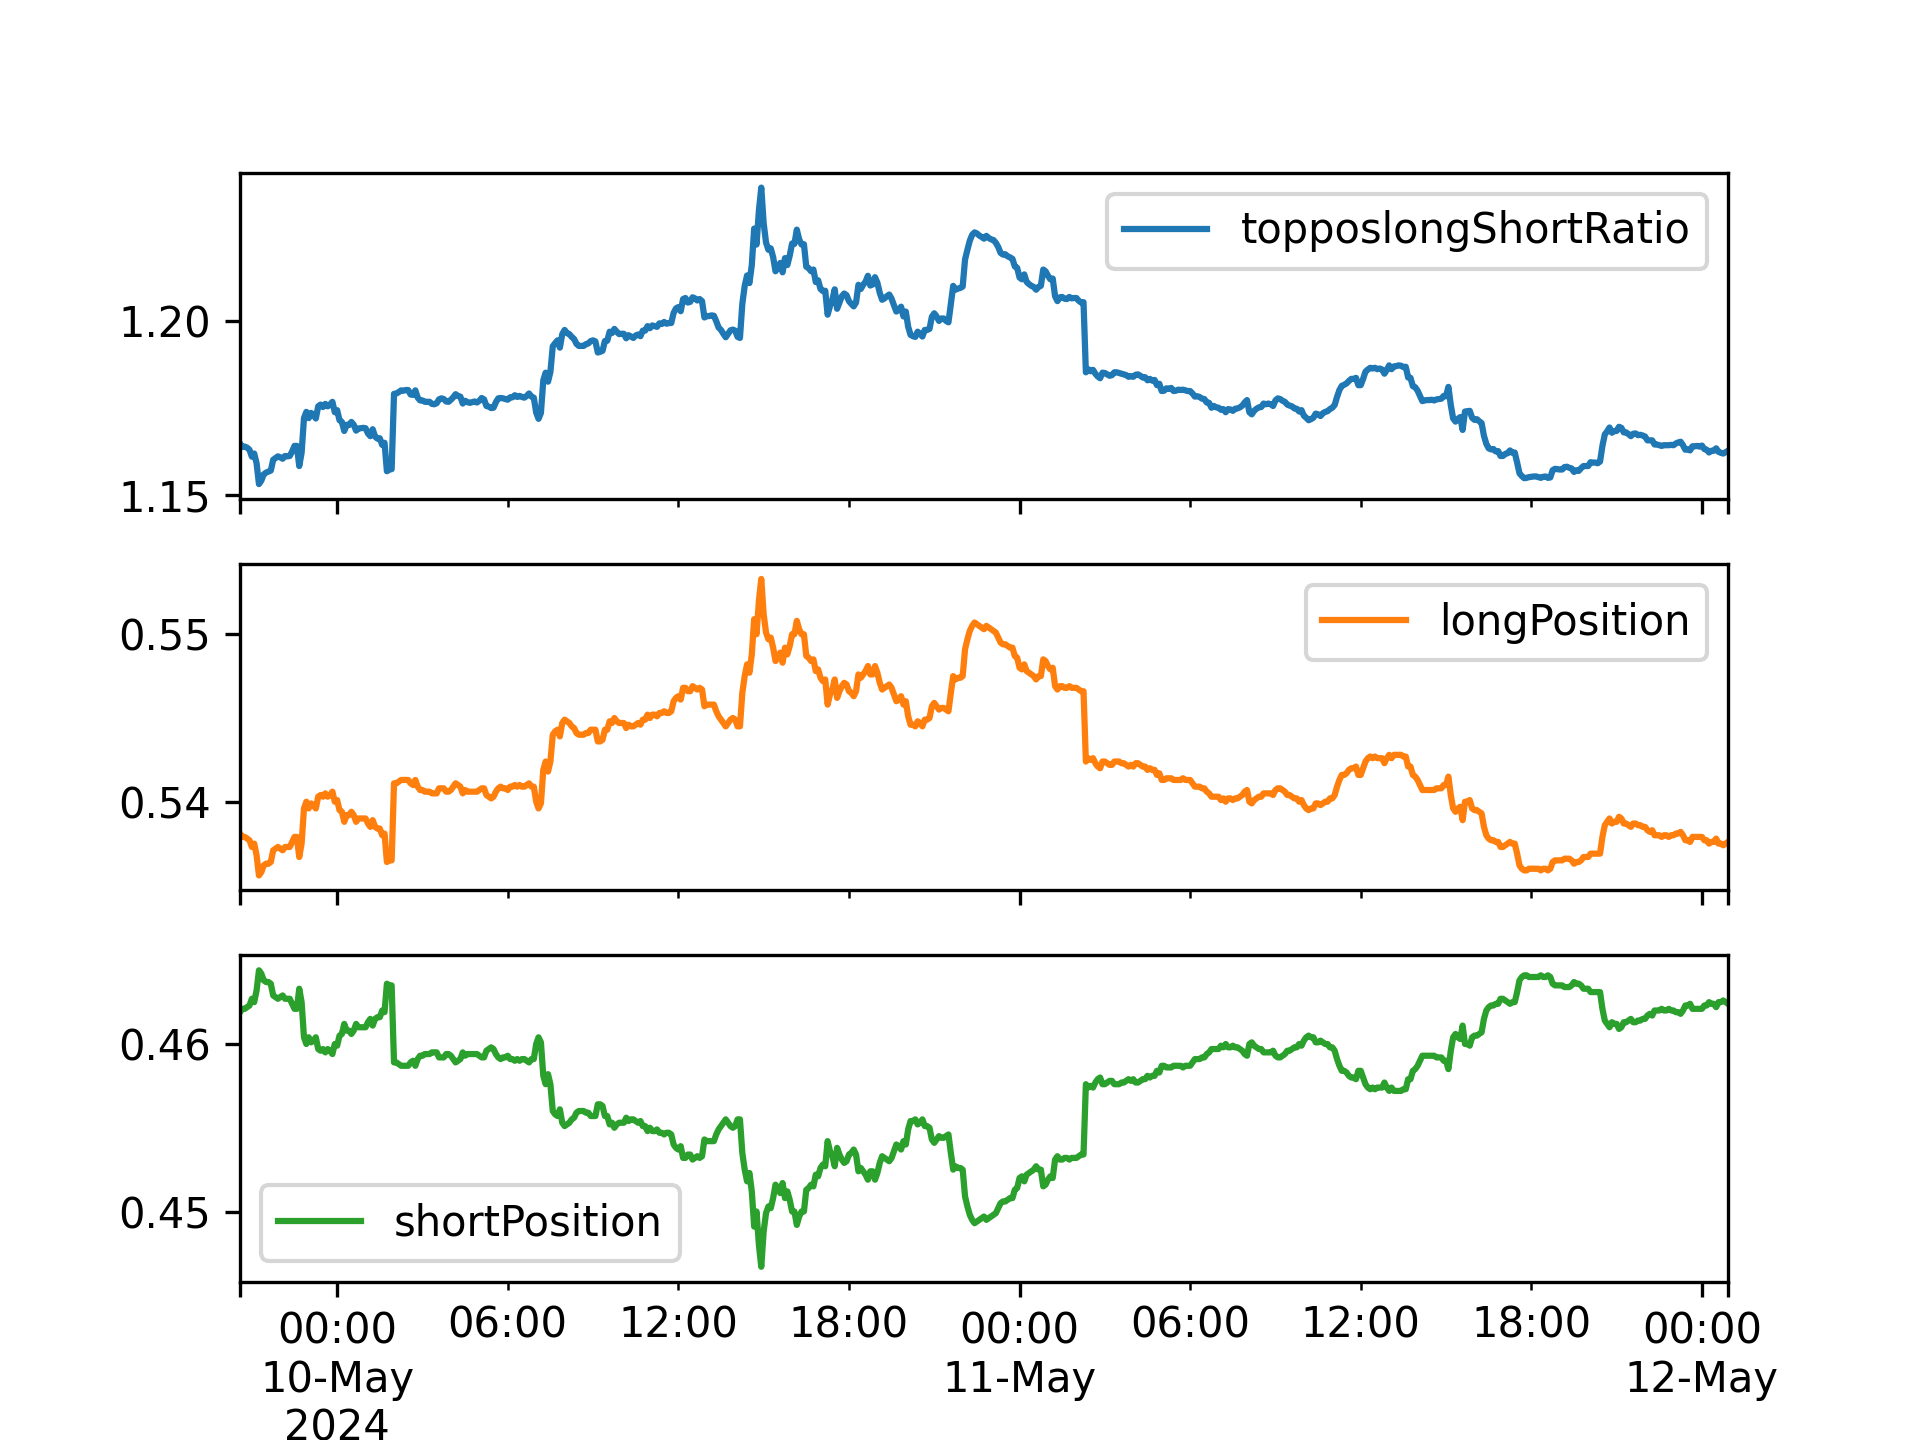 topposlongShortRatio
1.20
1.15
longPosition
0.55
0.54
0.46
0.45
shortPosition
00:00 06:00 12:00 18:00 00:00 06:00 12:00 18:00 00:00
10-May 11-May 12-May
2024